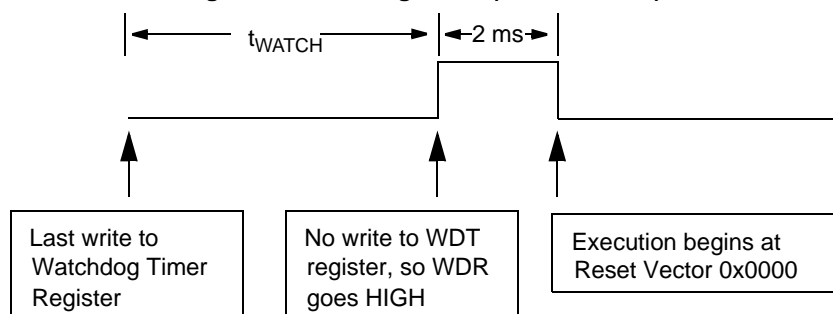 t_WATCH
2 ms
Last write to
Watchdog Timer
Register
No write to WDT
register, so WDR
goes HIGH
Execution begins at
Reset Vector 0x0000